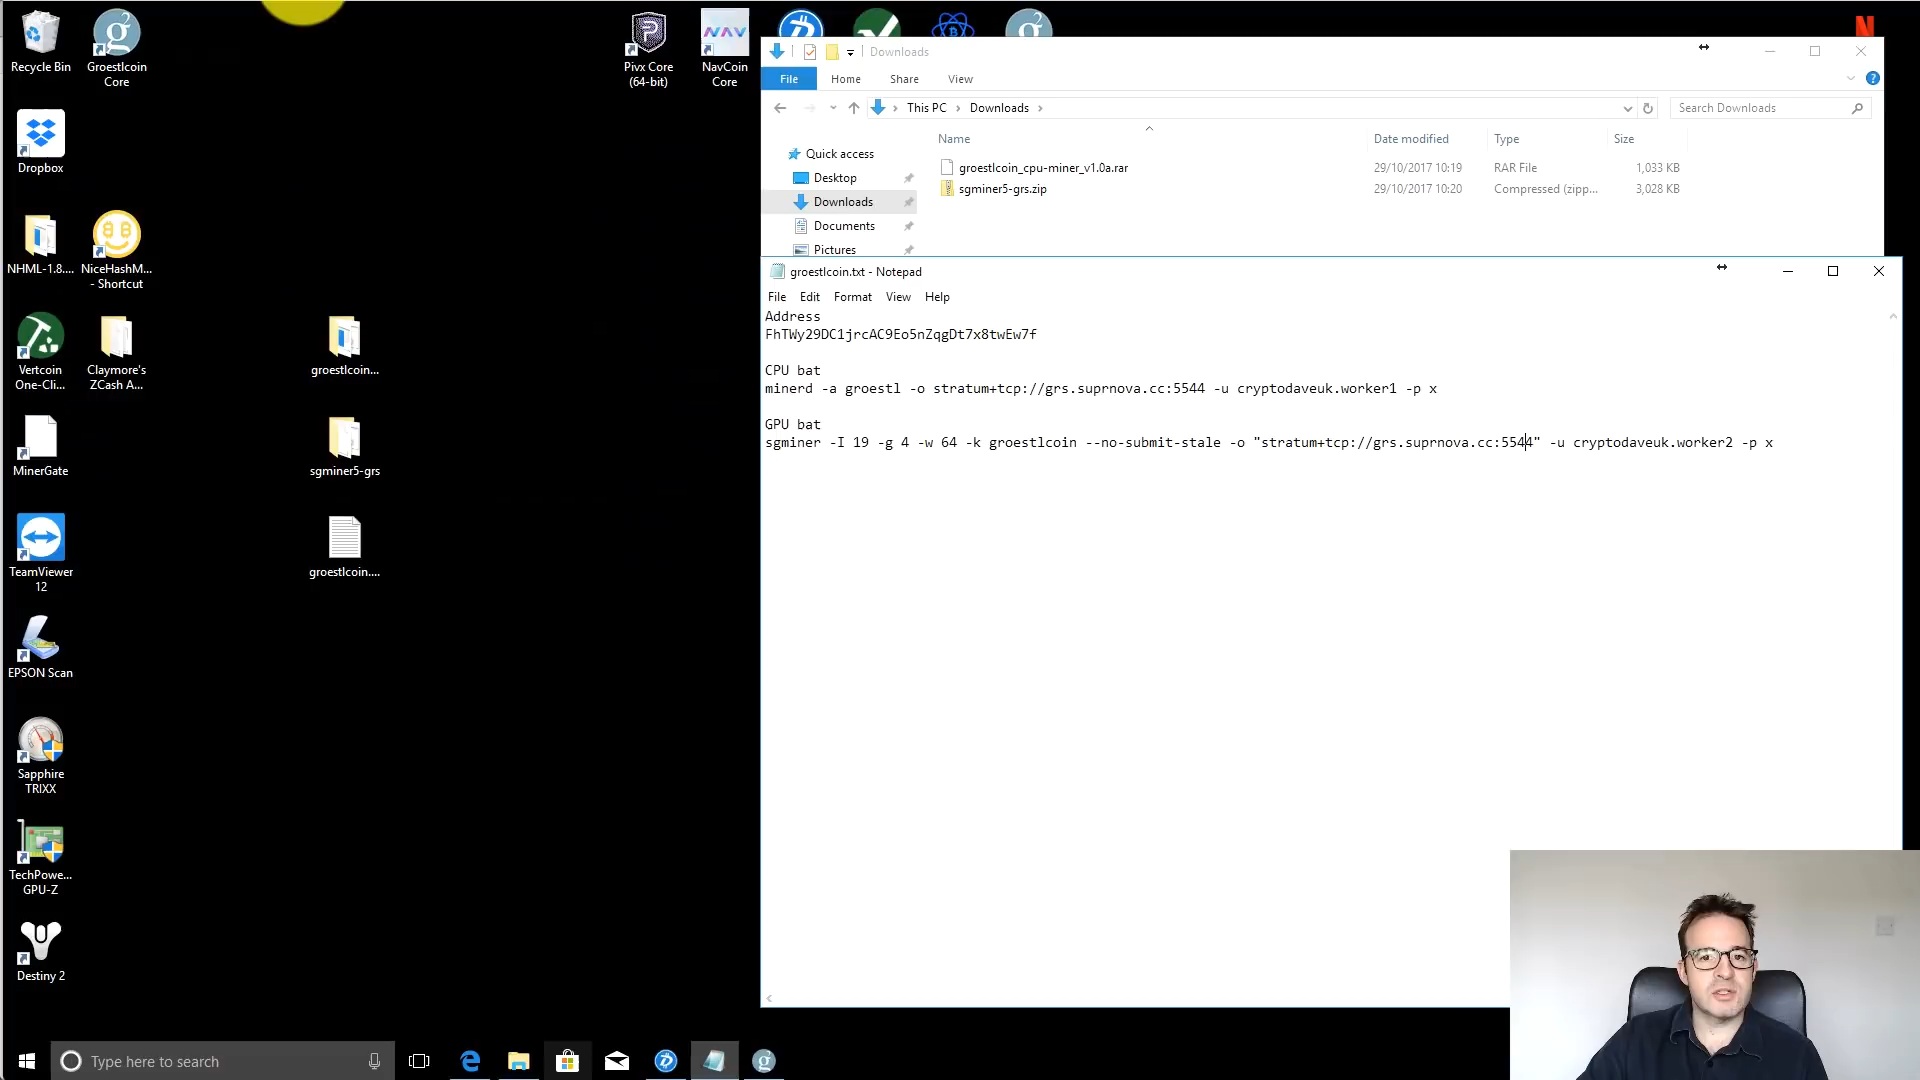 Recycle Bin
Groestlcoin
Core
Pivx Core
(64-bit)
NAV
NavCoin
Core
Dropbox
NHML-1.8....
NiceHashM...
- Shortcut
Vertcoin
One-Cli...
Claymore's
ZCash A...
groestlcoin...
MinerGate
sgminer5-grs
TeamViewer
12
groestlcoin....
EPSON Scan
Sapphire
TRIXX
TechPowe...
GPU-Z
Destiny 2
Downloads
File Home Share View
This PC > Downloads >
Search Downloads
Name Date modified Type Size
Quick access
Desktop
Downloads
Documents
Pictures
groestlcoin_cpu-miner_v1.0a.rar 29/10/2017 10:19 RAR File 1,033 KB
sgminer5-grs.zip 29/10/2017 10:20 Compressed (zipp... 3,028 KB
groestlcoin.txt - Notepad
File Edit Format View Help
Address
FhTWy29DC1jrcAC9Eo5nZqgDt7x8twEw7f
CPU bat
minerd -a groestl -o stratum+tcp://grs.suprnova.cc:5544 -u cryptodaveuk.worker1 -p x
GPU bat
sgminer -I 19 -g 4 -w 64 -k groestlcoin --no-submit-stale -o "stratum+tcp://grs.suprnova.cc:5544" -u cryptodaveuk.worker2 -p x
Type here to search